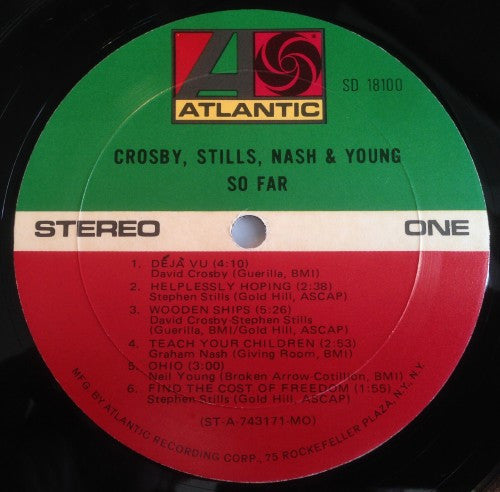 ATLANTIC
SD 18100
CROSBY, STILLS, NASH & YOUNG
SO FAR
STEREO
ONE
1. DÉJÀ VU (4:10)
David Crosby (Guerilla, BMI)
2. HELPLESSLY HOPING (2:38)
Stephen Stills (Gold Hill, ASCAP)
3. WOODEN SHIPS (5:26)
David Crosby-Stephen Stills
(Guerilla, BMI/Gold Hill, ASCAP)
4. TEACH YOUR CHILDREN (2:53)
Graham Nash (Giving Room, BMI)
5. OHIO (3:00)
Neil Young (Broken Arrow-Cotillion, BMI)
6. FIND THE COST OF FREEDOM (1:55)
Stephen Stills (Gold Hill, ASCAP)
(ST-A-743171-MO)
MFG. BY ATLANTIC RECORDING CORP., 75 ROCKEFELLER PLAZA, N.Y. N.Y.